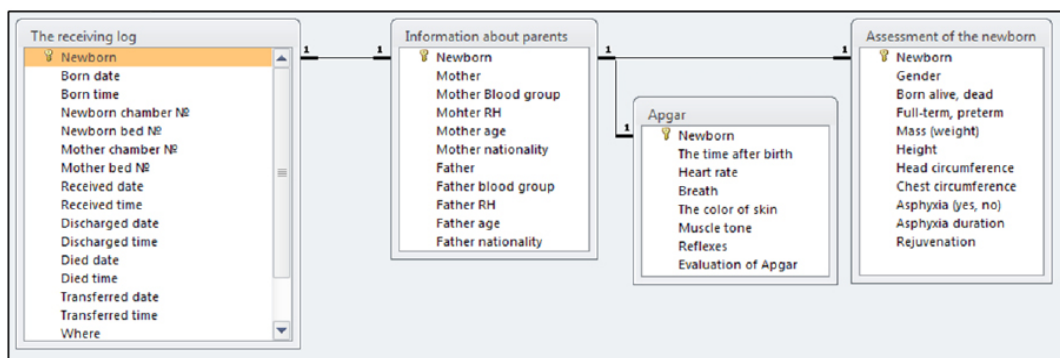 The receiving log
Newborn
Born date
Born time
Newborn chamber №
Newborn bed №
Mother chamber №
Mother bed №
Received date
Received time
Discharged date
Discharged time
Died date
Died time
Transferred date
Transferred time
Where
1
1
Information about parents
Newborn
Mother
Mother Blood group
Mohter RH
Mother age
Mother nationality
Father
Father blood group
Father RH
Father age
Father nationality
1
1
1
Apgar
Newborn
The time after birth
Heart rate
Breath
The color of skin
Muscle tone
Reflexes
Evaluation of Apgar
Assessment of the newborn
Newborn
Gender
Born alive, dead
Full-term, preterm
Mass (weight)
Height
Head circumference
Chest circumference
Asphyxia (yes, no)
Asphyxia duration
Rejuvenation